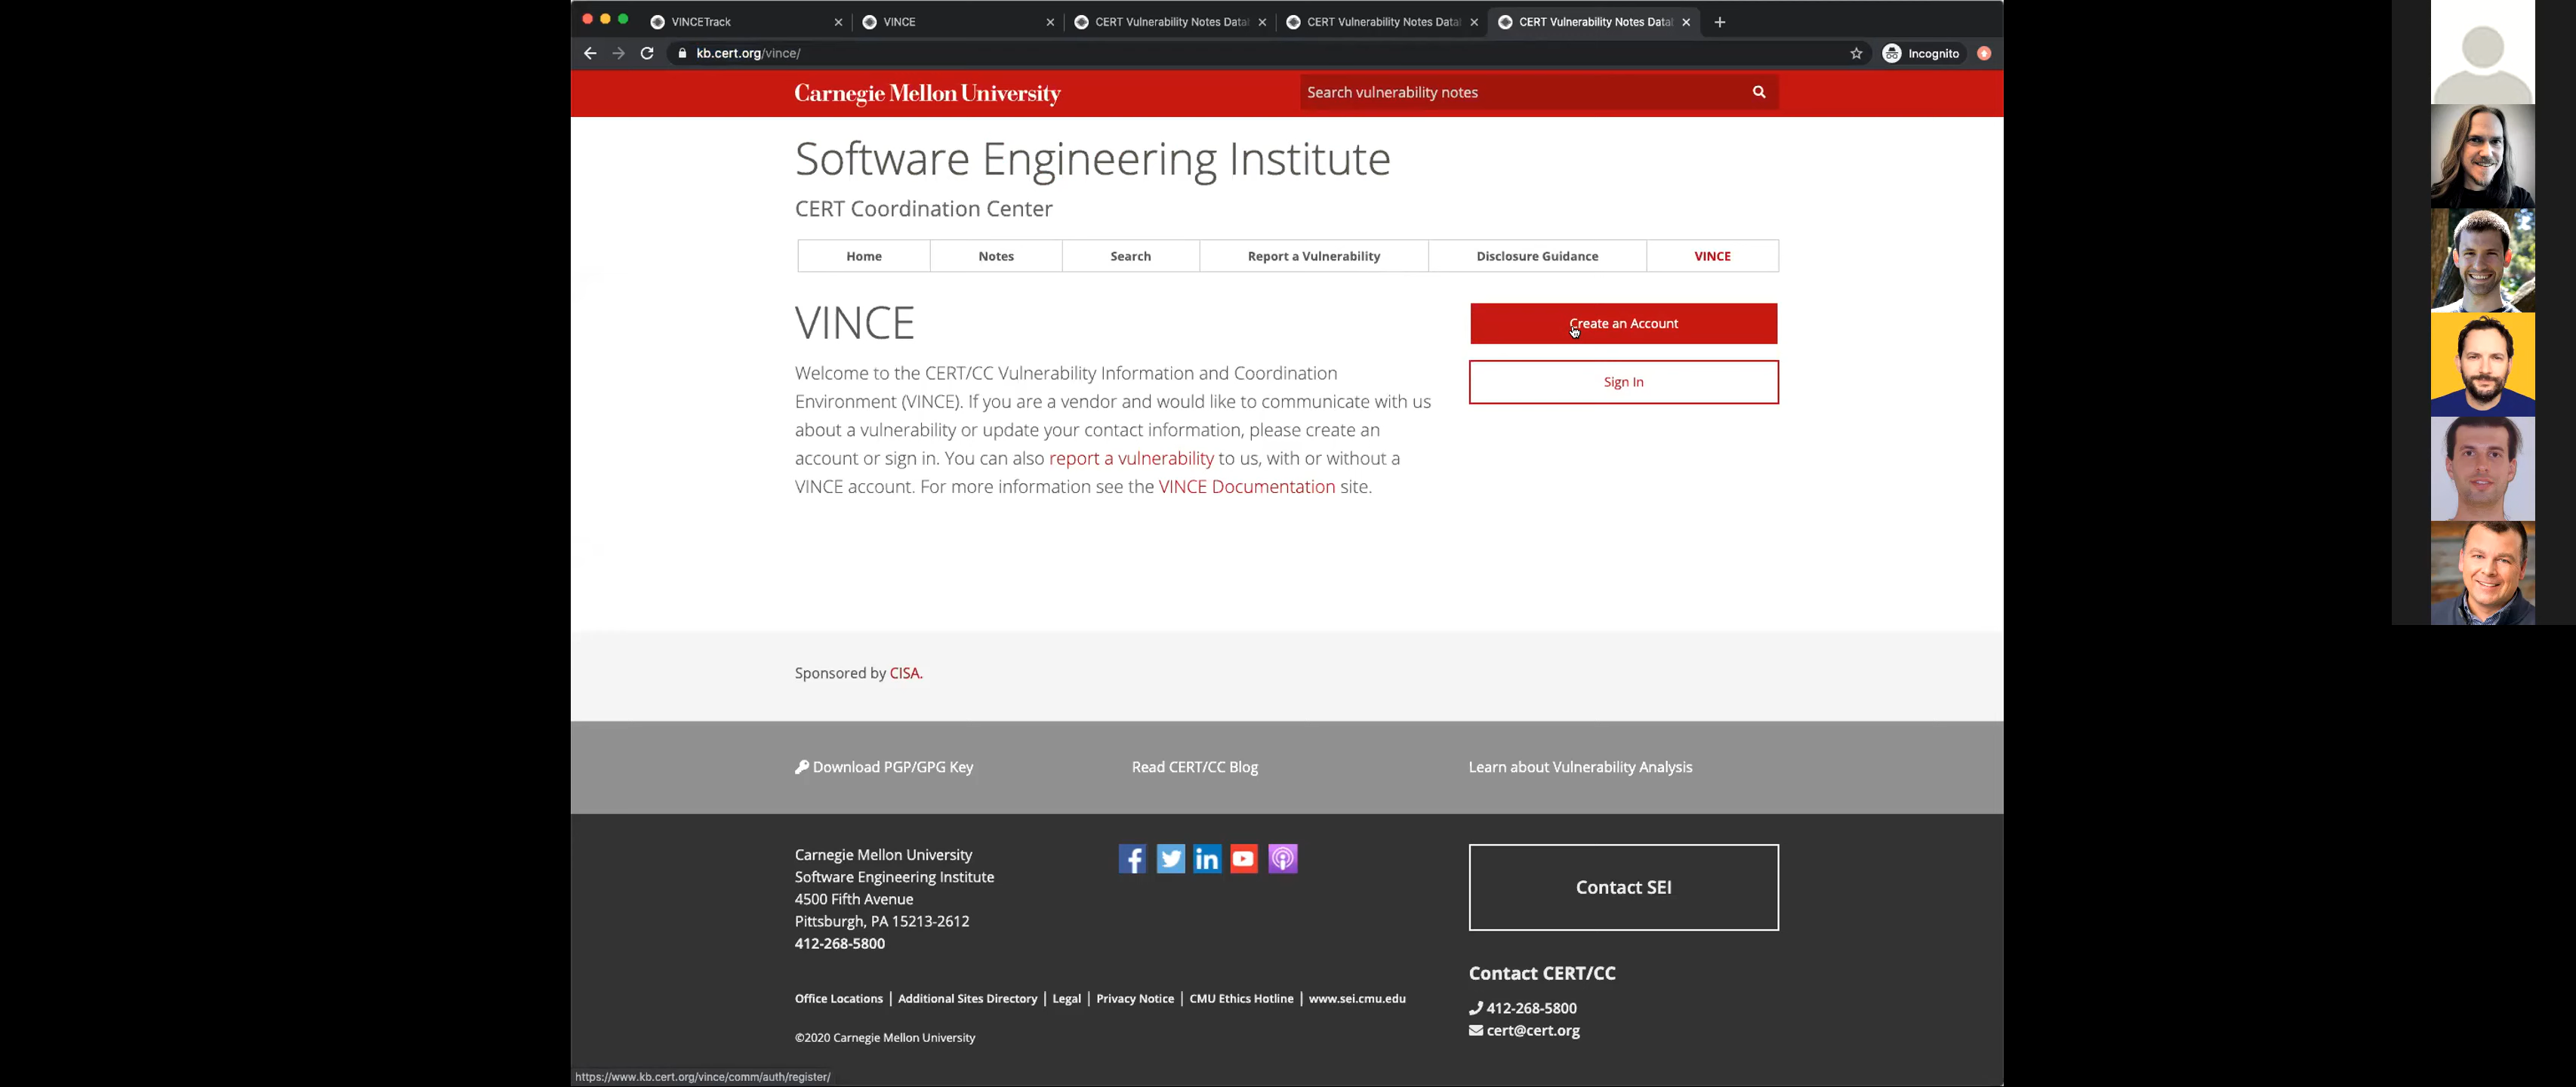 VINCETrack
VINCE
CERT Vulnerability Notes Datal
CERT Vulnerability Notes Datal
CERT Vulnerability Notes Datal
kb.cert.org/vince/
Incognito
Carnegie Mellon University
Search vulnerability notes
Software Engineering Institute
CERT Coordination Center
Home
Notes
Search
Report a Vulnerability
Disclosure Guidance
VINCE
VINCE
Create an Account
Sign In
Welcome to the CERT/CC Vulnerability Information and Coordination
Environment (VINCE). If you are a vendor and would like to communicate with us
about a vulnerability or update your contact information, please create an
account or sign in. You can also report a vulnerability to us, with or without a
VINCE account. For more information see the VINCE Documentation site.
Sponsored by CISA.
Download PGP/GPG Key
Read CERT/CC Blog
Learn about Vulnerability Analysis
Carnegie Mellon University
Software Engineering Institute
4500 Fifth Avenue
Pittsburgh, PA 15213-2612
412-268-5800
Contact SEI
Contact CERT/CC
412-268-5800
cert@cert.org
Office Locations | Additional Sites Directory | Legal | Privacy Notice | CMU Ethics Hotline | www.sei.cmu.edu
©2020 Carnegie Mellon University
https://www.kb.cert.org/vince/comm/auth/register/